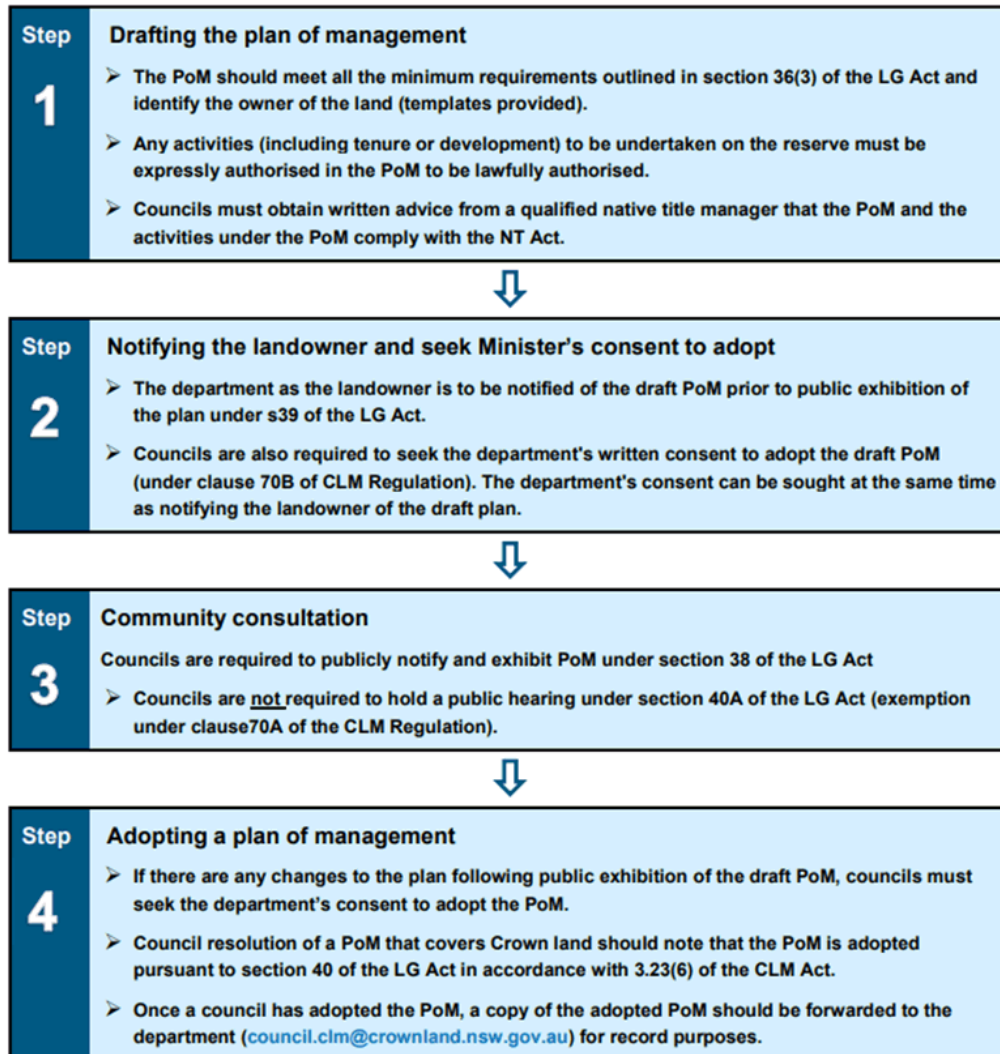 Step
1
Drafting the plan of management
➢ The PoM should meet all the minimum requirements outlined in section 36(3) of the LG Act and
identify the owner of the land (templates provided).
➢ Any activities (including tenure or development) to be undertaken on the reserve must be
expressly authorised in the PoM to be lawfully authorised.
➢ Councils must obtain written advice from a qualified native title manager that the PoM and the
activities under the PoM comply with the NT Act.
Step
2
Notifying the landowner and seek Minister's consent to adopt
➢ The department as the landowner is to be notified of the draft PoM prior to public exhibition of
the plan under s39 of the LG Act.
➢ Councils are also required to seek the department's written consent to adopt the draft PoM
(under clause 70B of CLM Regulation). The department's consent can be sought at the same time
as notifying the landowner of the draft plan.
Step
3
Community consultation
Councils are required to publicly notify and exhibit PoM under section 38 of the LG Act
➢ Councils are not required to hold a public hearing under section 40A of the LG Act (exemption
under clause70A of the CLM Regulation).
Step
4
Adopting a plan of management
➢ If there are any changes to the plan following public exhibition of the draft PoM, councils must
seek the department's consent to adopt the PoM.
➢ Council resolution of a PoM that covers Crown land should note that the PoM is adopted
pursuant to section 40 of the LG Act in accordance with 3.23(6) of the CLM Act.
➢ Once a council has adopted the PoM, a copy of the adopted PoM should be forwarded to the
department (council.clm@crownland.nsw.gov.au) for record purposes.